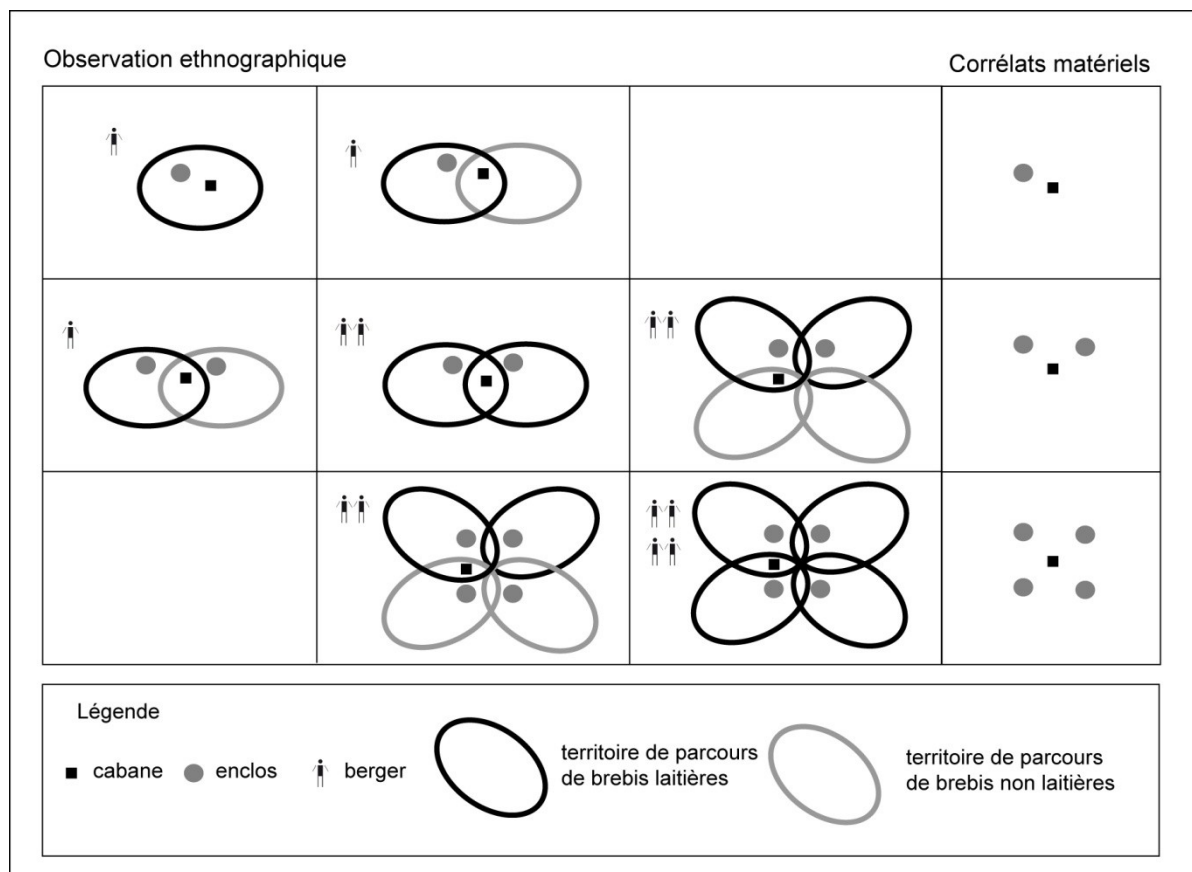 Observation ethnographique
Corrélats matériels
Légende
cabane
enclos
berger
territoire de parcours
de brebis laitières
territoire de parcours
de brebis non laitières